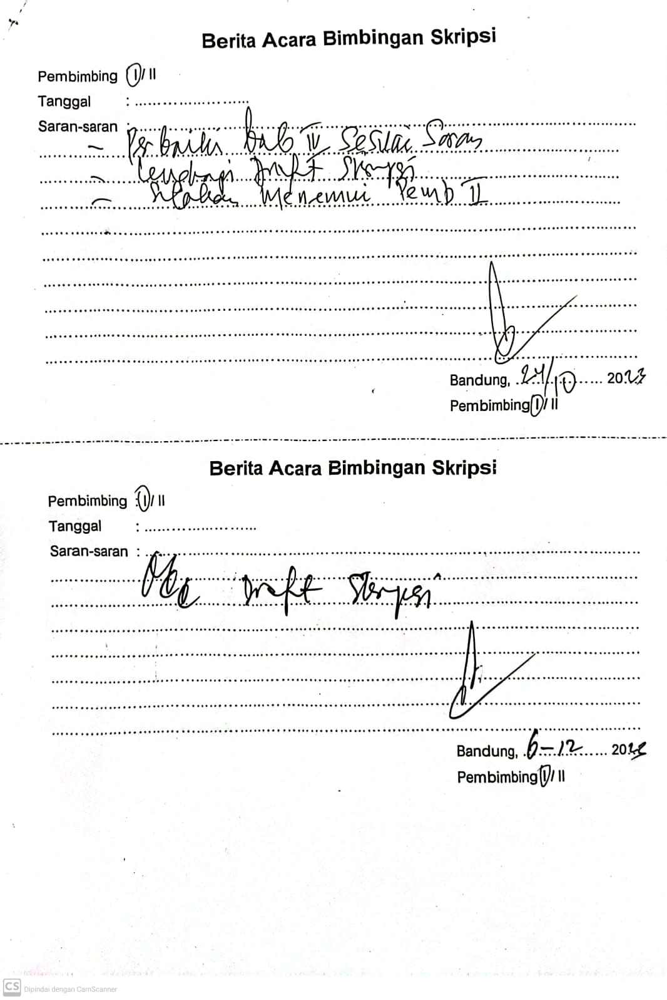 Berita Acara Bimbingan Skripsi
Pembimbing I / II
Tanggal : ........................
Saran-saran :
- Perbaiki bab IV sesuai saran
- Lengkapi Draft Skripsi
- Silahkan Menemui Pemb II
Bandung, 24/10 2023
Pembimbing I / II
Berita Acara Bimbingan Skripsi
Pembimbing : I / II
Tanggal : ........................
Saran-saran :
Draft Skripsi
Bandung, 6-12 20
Pembimbing I / II
CS Dipindai dengan CamScanner